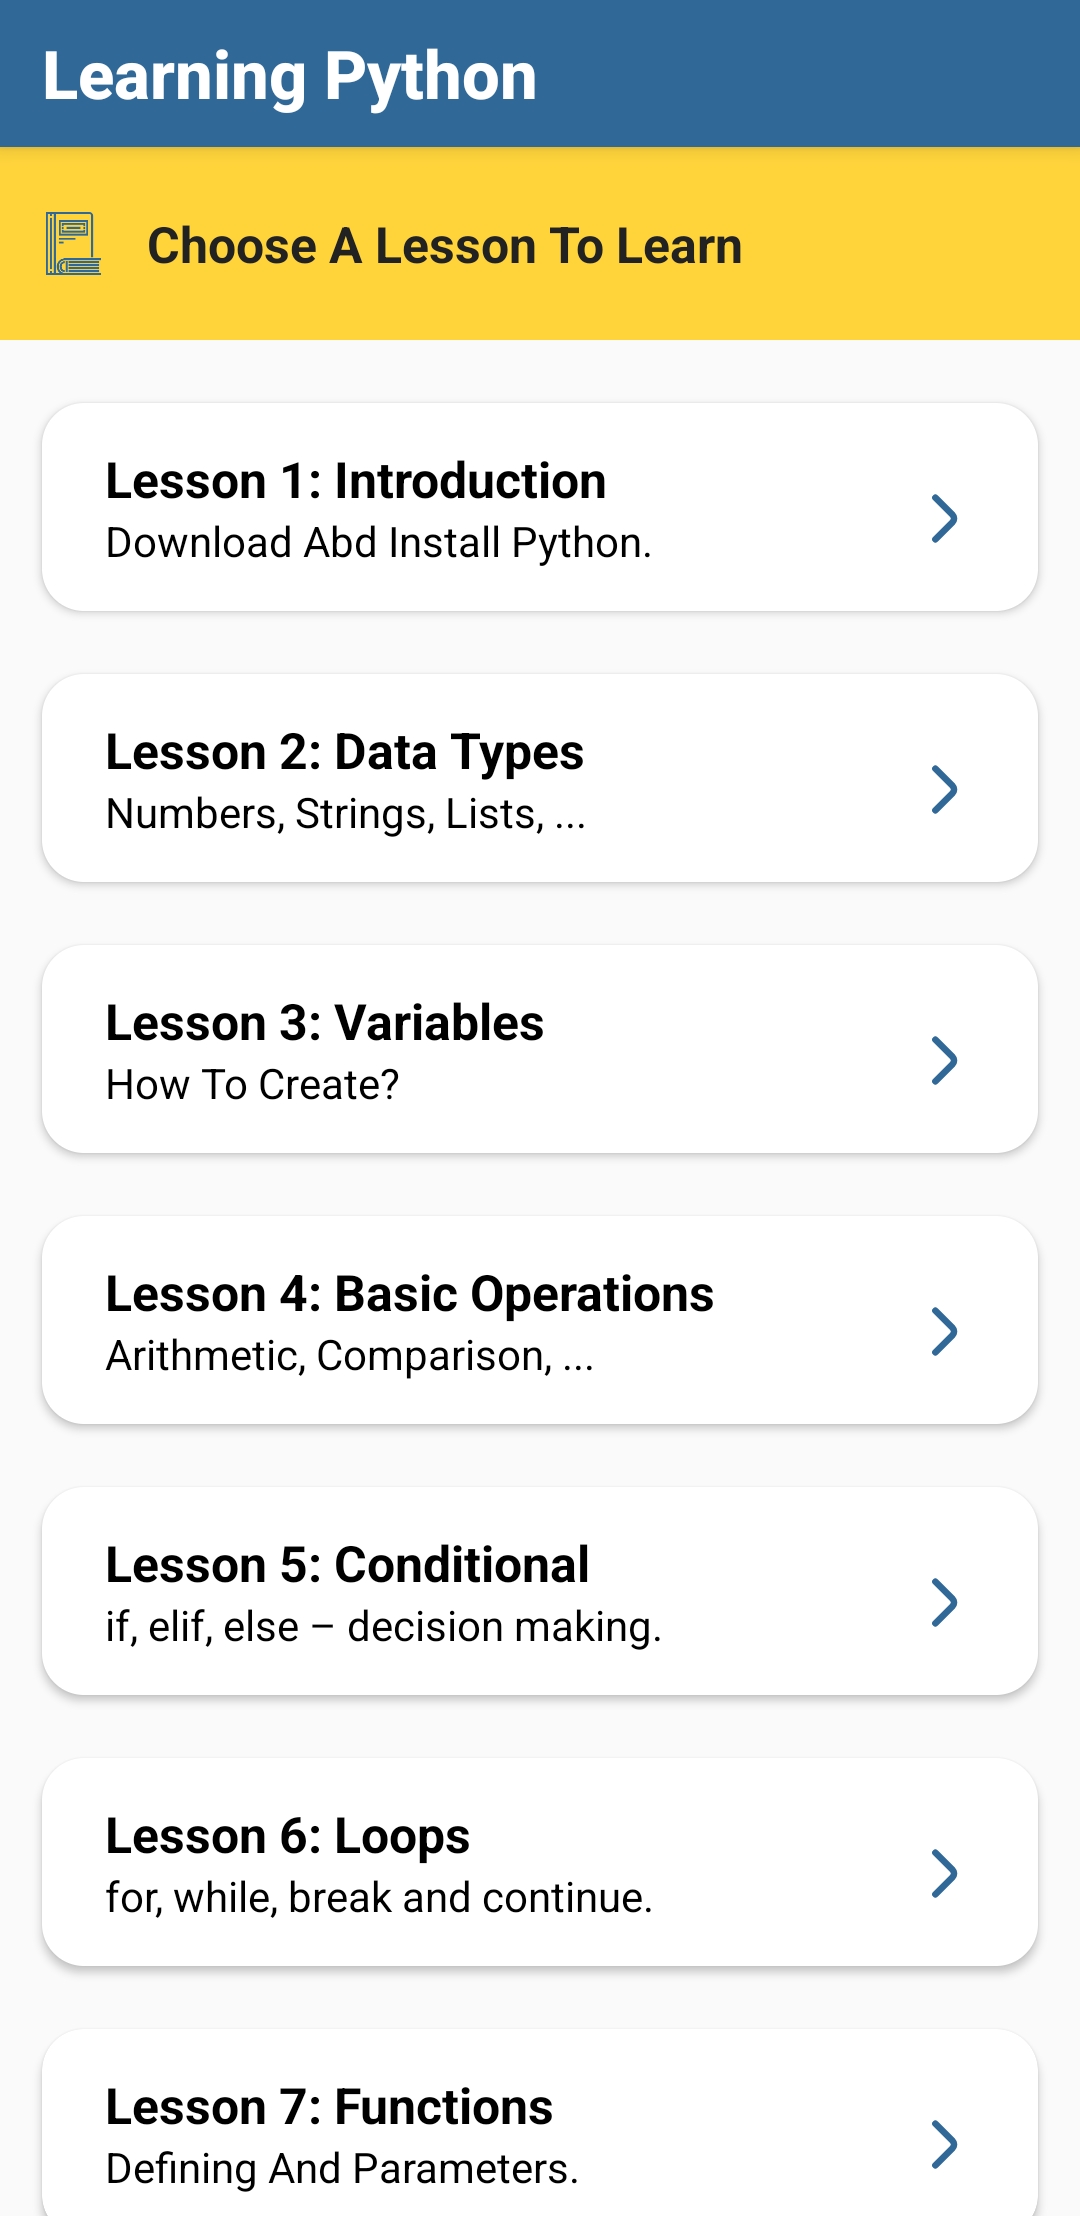 Learning Python
Choose A Lesson To Learn
Lesson 1: Introduction
Download Abd Install Python.
Lesson 2: Data Types
Numbers, Strings, Lists, ...
Lesson 3: Variables
How To Create?
Lesson 4: Basic Operations
Arithmetic, Comparison, ...
Lesson 5: Conditional
if, elif, else – decision making.
Lesson 6: Loops
for, while, break and continue.
Lesson 7: Functions
Defining And Parameters.